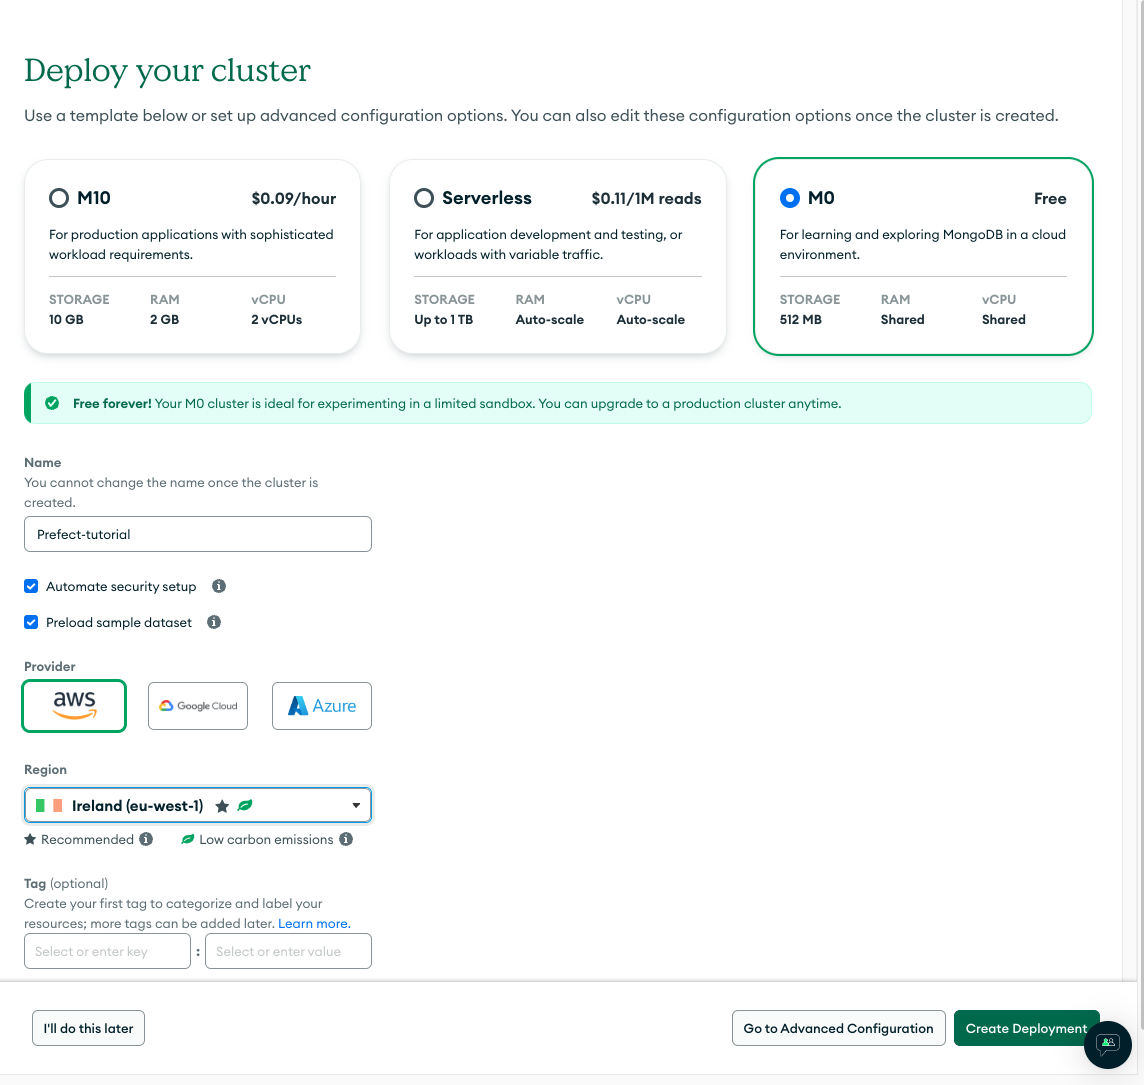 Deploy your cluster
Use a template below or set up advanced configuration options. You can also edit these configuration options once the cluster is created.
M10 $0.09/hour
For production applications with sophisticated
workload requirements.
STORAGE RAM vCPU
10 GB 2 GB 2 vCPUs
Serverless $0.11/1M reads
For application development and testing, or
workloads with variable traffic.
STORAGE RAM vCPU
Up to 1 TB Auto-scale Auto-scale
M0 Free
For learning and exploring MongoDB in a cloud
environment.
STORAGE RAM vCPU
512 MB Shared Shared
Free forever! Your M0 cluster is ideal for experimenting in a limited sandbox. You can upgrade to a production cluster anytime.
Name
You cannot change the name once the cluster is
created.
Prefect-tutorial
Automate security setup
Preload sample dataset
Provider
aws Google Cloud Azure
Region
Ireland (eu-west-1)
Recommended Low carbon emissions
Tag (optional)
Create your first tag to categorize and label your
resources; more tags can be added later. Learn more.
Select or enter key : Select or enter value
I'll do this later Go to Advanced Configuration Create Deployment